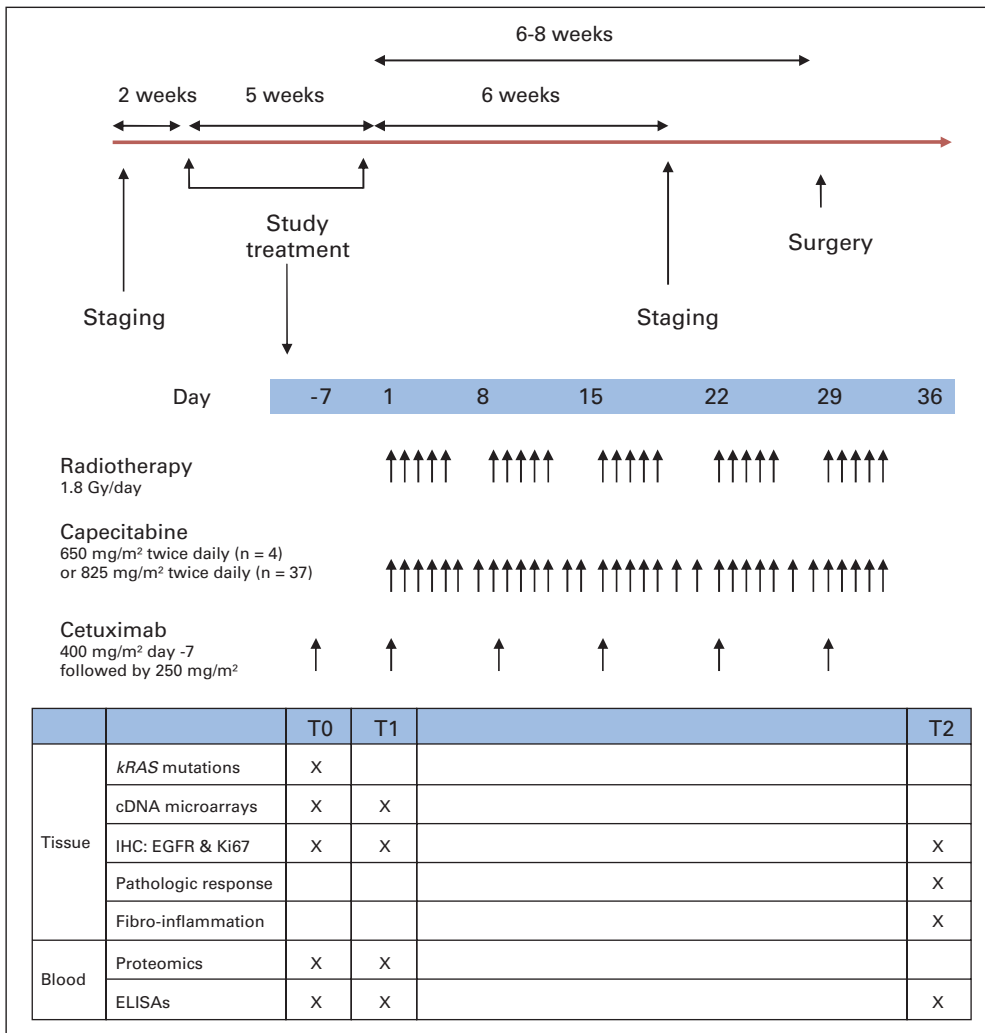 6-8 weeks
2 weeks 5 weeks 6 weeks
Study
treatment
Surgery
Staging Staging
Day -7 1 8 15 22 29 36
Radiotherapy
1.8 Gy/day
Capecitabine
650 mg/m² twice daily (n = 4)
or 825 mg/m² twice daily (n = 37)
Cetuximab
400 mg/m² day -7
followed by 250 mg/m²
T0 T1 T2
Tissue
kRAS mutations X
cDNA microarrays X X
IHC: EGFR & Ki67 X X X
Pathologic response X
Fibro-inflammation X
Blood
Proteomics X X
ELISAs X X X